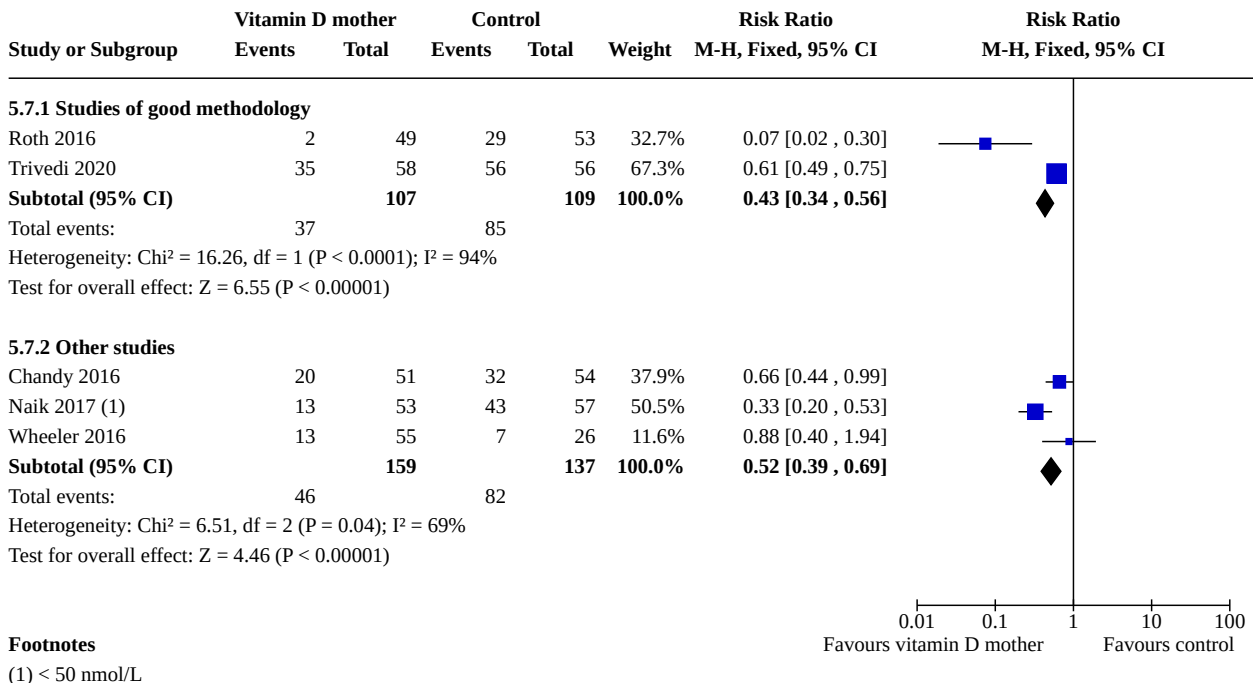 Vitamin D mother Control Risk Ratio Risk Ratio
Study or Subgroup Events Total Events Total Weight M-H, Fixed, 95% CI M-H, Fixed, 95% CI
5.7.1 Studies of good methodology
Roth 2016 2 49 29 53 32.7% 0.07 [0.02 , 0.30]
Trivedi 2020 35 58 56 56 67.3% 0.61 [0.49 , 0.75]
Subtotal (95% CI) 107 109 100.0% 0.43 [0.34 , 0.56]
Total events: 37 85
Heterogeneity: Chi² = 16.26, df = 1 (P < 0.0001); I² = 94%
Test for overall effect: Z = 6.55 (P < 0.00001)
5.7.2 Other studies
Chandy 2016 20 51 32 54 37.9% 0.66 [0.44 , 0.99]
Naik 2017 (1) 13 53 43 57 50.5% 0.33 [0.20 , 0.53]
Wheeler 2016 13 55 7 26 11.6% 0.88 [0.40 , 1.94]
Subtotal (95% CI) 159 137 100.0% 0.52 [0.39 , 0.69]
Total events: 46 82
Heterogeneity: Chi² = 6.51, df = 2 (P = 0.04); I² = 69%
Test for overall effect: Z = 4.46 (P < 0.00001)
0.01 0.1 1 10 100
Favours vitamin D mother Favours control
Footnotes
(1) < 50 nmol/L